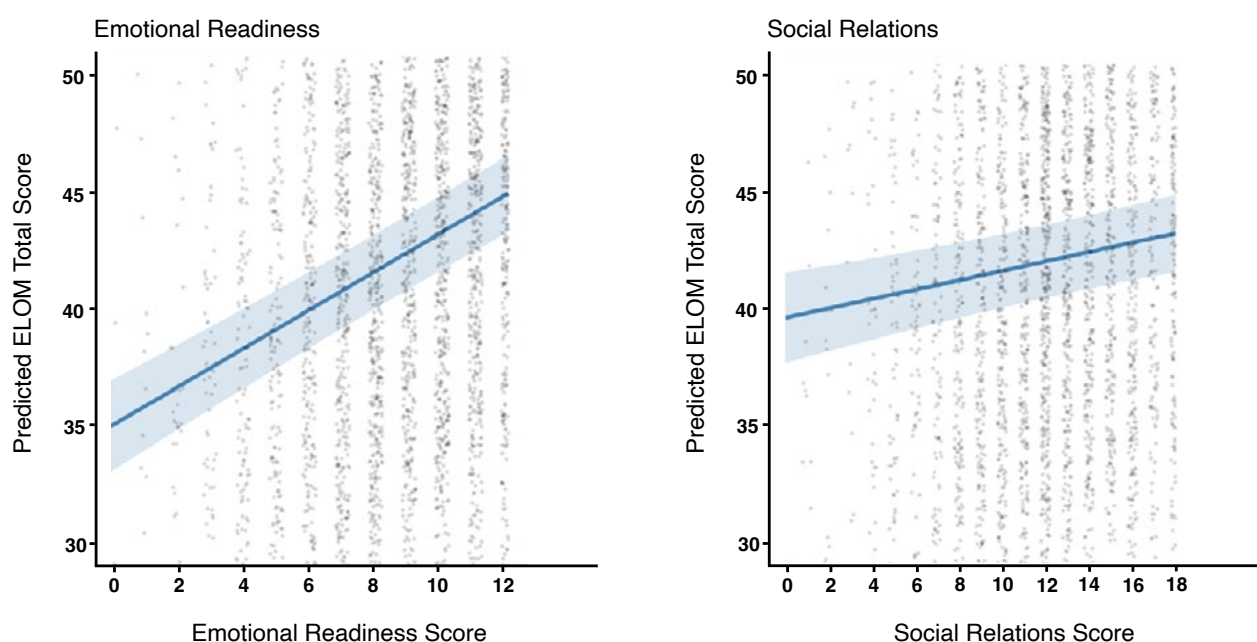 Emotional Readiness
Predicted ELOM Total Score
50
45
40
35
30
0 2 4 6 8 10 12
Emotional Readiness Score
Social Relations
Predicted ELOM Total Score
50
45
40
35
30
0 2 4 6 8 10 12 14 16 18
Social Relations Score